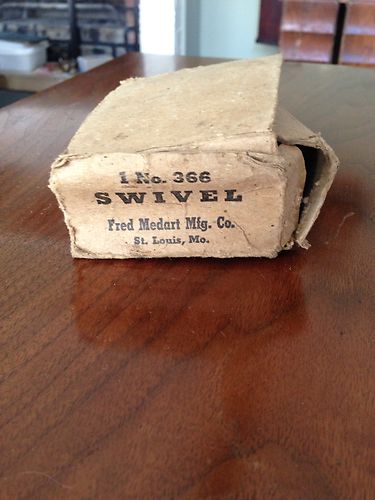 1 No. 366
SWIVEL
Fred Medart Mfg. Co.
St. Louis, Mo.